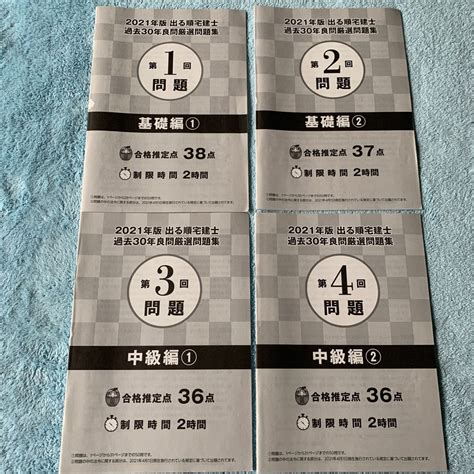 2021年版 出る順宅建士
過去30年良問厳選問題集
第1回
問題
基礎編①
合格推定点 38点
制限時間 2時間
2021年版 出る順宅建士
過去30年良問厳選問題集
第2回
問題
基礎編②
合格推定点 37点
制限時間 2時間
2021年版 出る順宅建士
過去30年良問厳選問題集
第3回
問題
中級編①
合格推定点 36点
制限時間 2時間
2021年版 出る順宅建士
過去30年良問厳選問題集
第4回
問題
中級編②
合格推定点 36点
制限時間 2時間